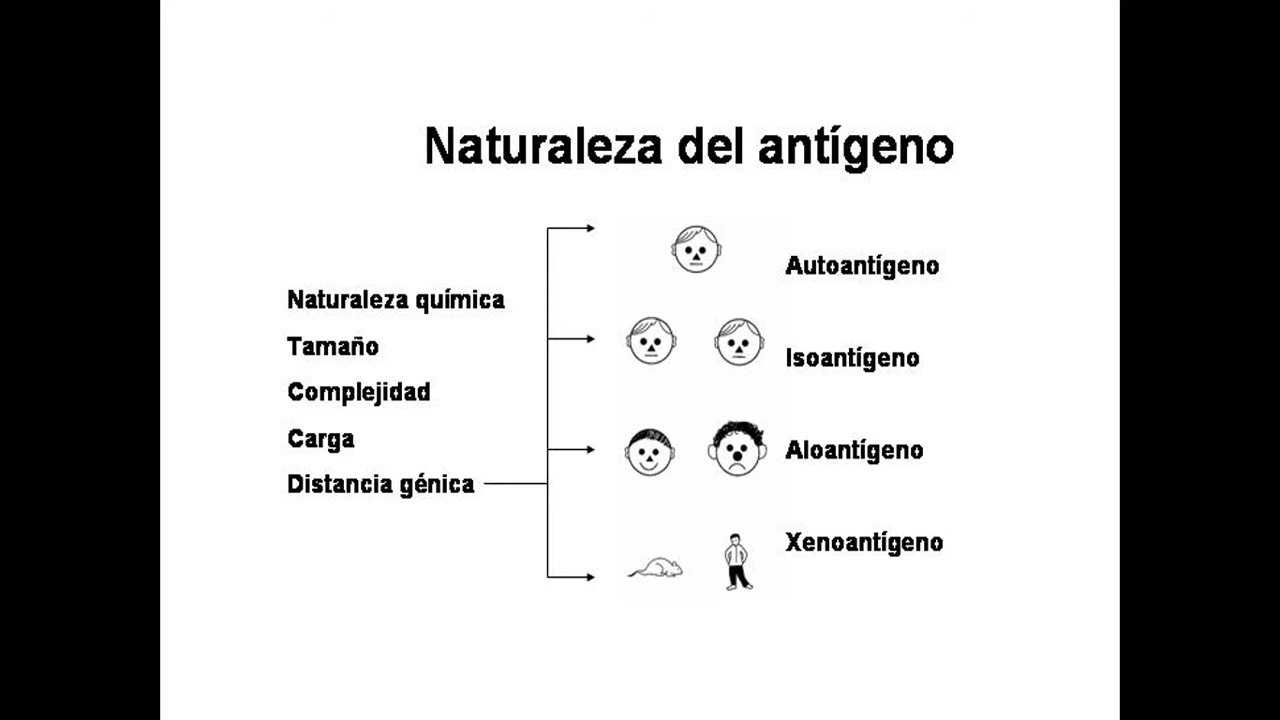 Naturaleza del antígeno
Naturaleza química
Tamaño
Complejidad
Carga
Distancia génica
Autoantígeno
Isoantígeno
Aloantígeno
Xenoantígeno